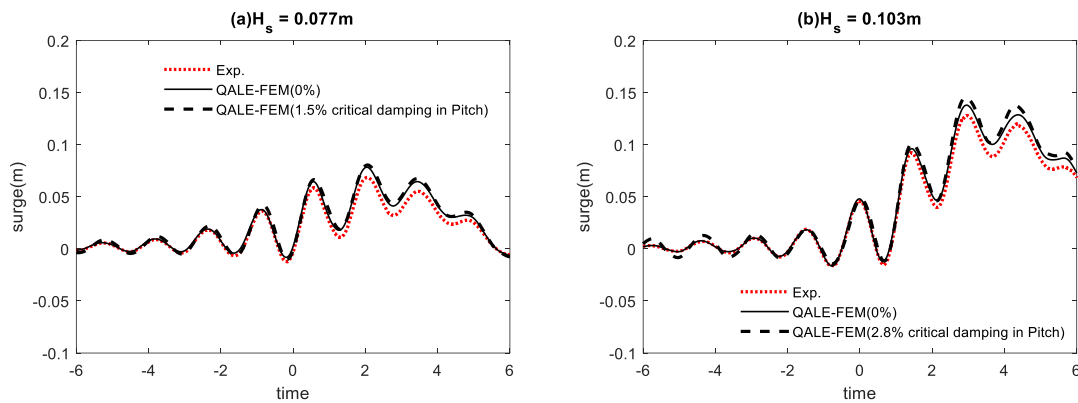 (a)Hs = 0.077m
0.2
0.15
0.1
0.05
0
-0.05
-0.1
surge(m)
Exp.
QALE-FEM(0%)
QALE-FEM(1.5% critical damping in Pitch)
-6 -4 -2 0 2 4 6
time
(b)Hs = 0.103m
0.2
0.15
0.1
0.05
0
-0.05
-0.1
surge(m)
Exp.
QALE-FEM(0%)
QALE-FEM(2.8% critical damping in Pitch)
-6 -4 -2 0 2 4 6
time